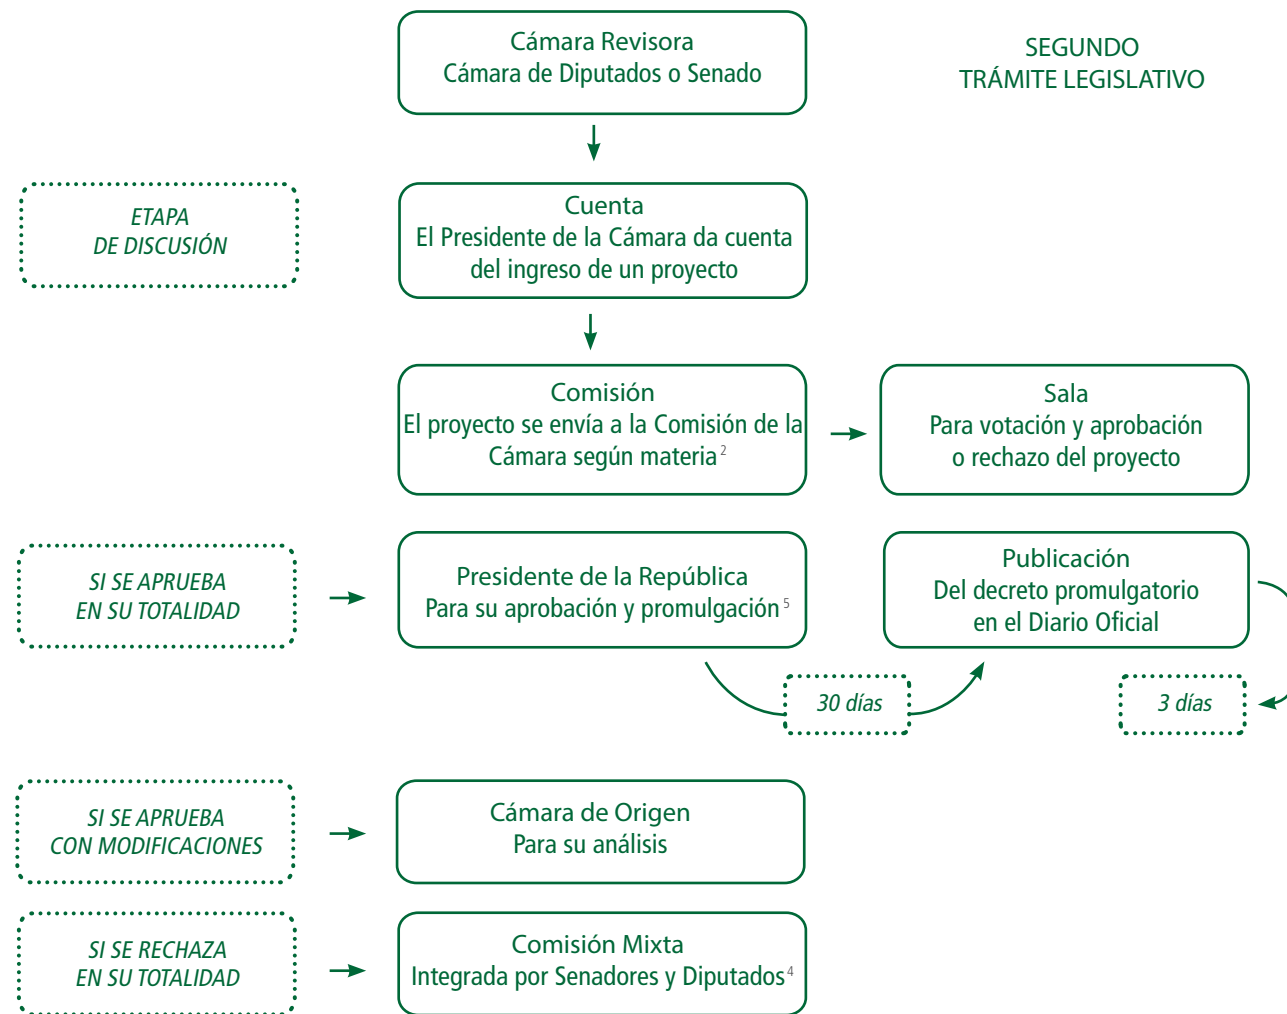 Cámara Revisora
Cámara de Diputados o Senado
SEGUNDO
TRÁMITE LEGISLATIVO
ETAPA
DE DISCUSIÓN
Cuenta
El Presidente de la Cámara da cuenta
del ingreso de un proyecto
Comisión
El proyecto se envía a la Comisión de la
Cámara según materia 2
Sala
Para votación y aprobación
o rechazo del proyecto
SI SE APRUEBA
EN SU TOTALIDAD
Presidente de la República
Para su aprobación y promulgación 5
Publicación
Del decreto promulgatorio
en el Diario Oficial
30 días
3 días
SI SE APRUEBA
CON MODIFICACIONES
Cámara de Origen
Para su análisis
SI SE RECHAZA
EN SU TOTALIDAD
Comisión Mixta
Integrada por Senadores y Diputados 4